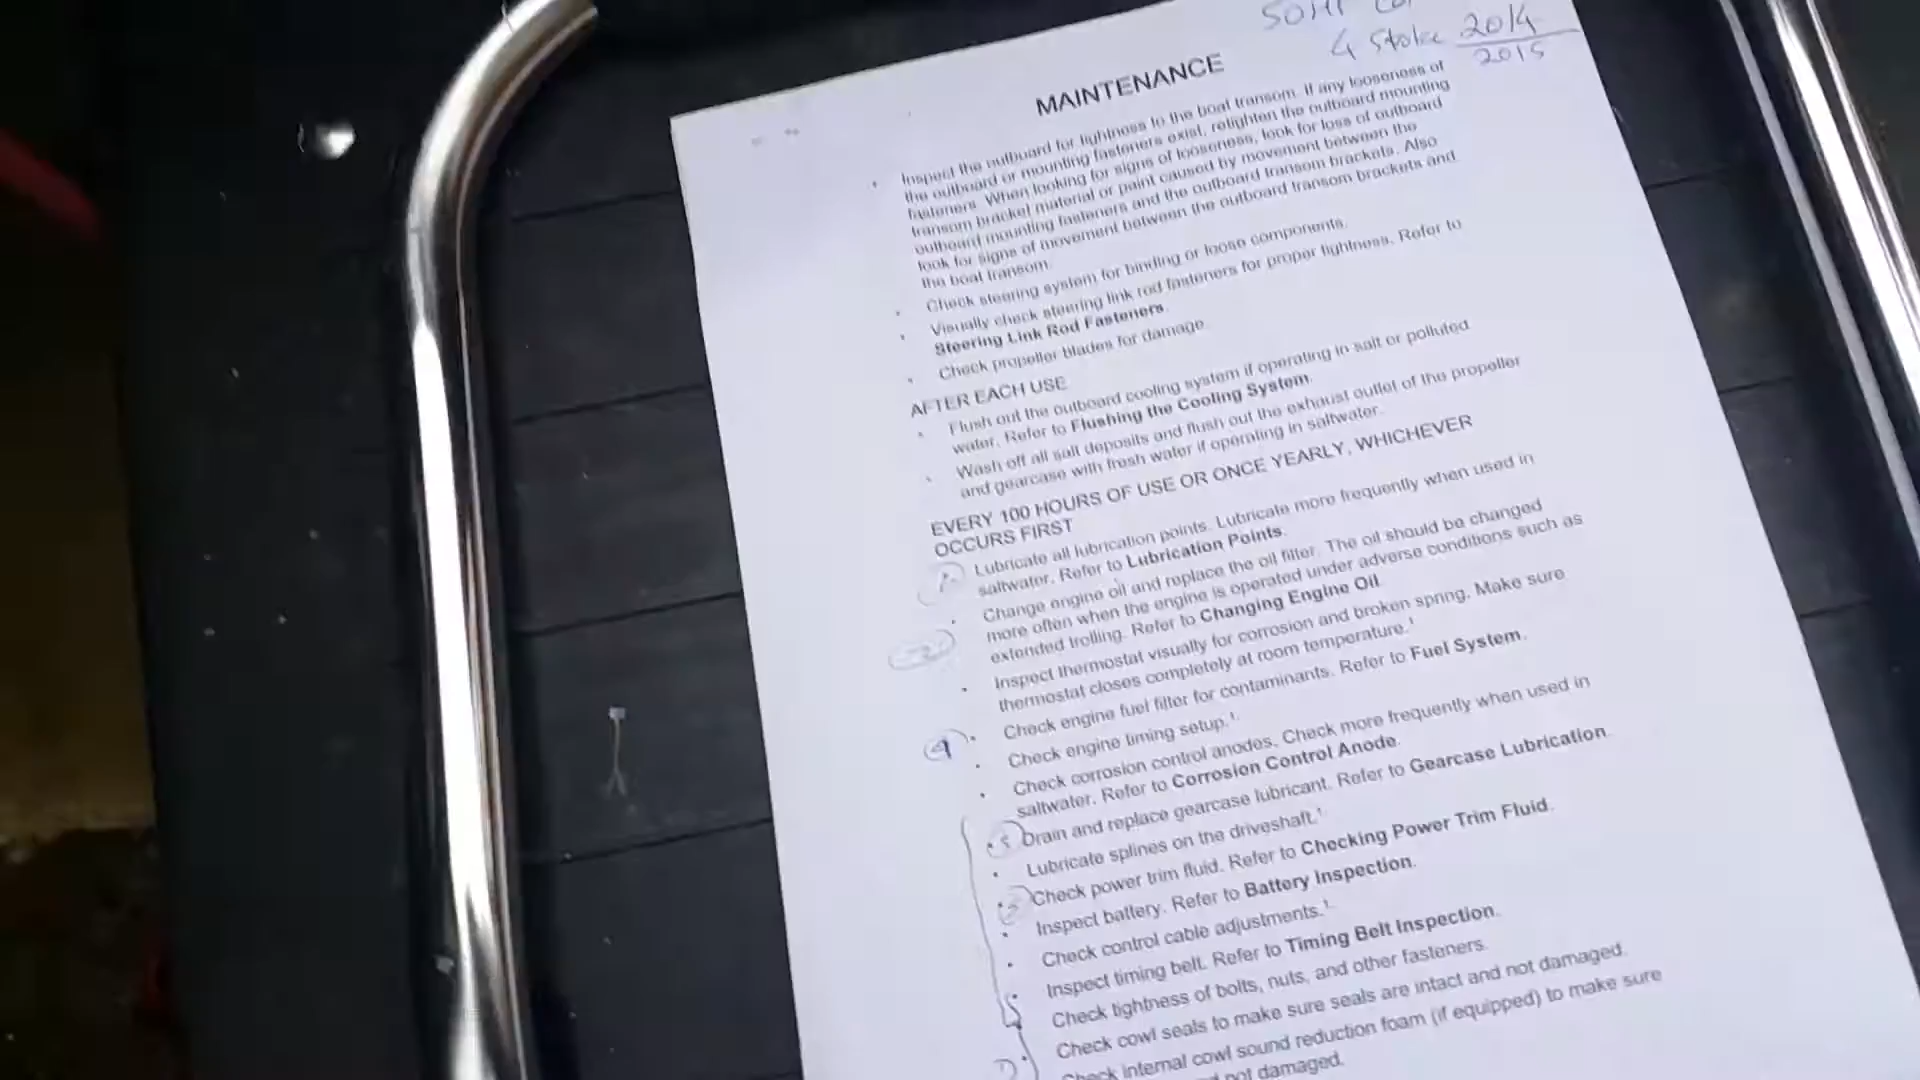 50HP
4 Stoke 2014
2015
MAINTENANCE
• Inspect the outboard for tightness to the boat transom. If any looseness of
the outboard or mounting fasteners exist, retighten the outboard mounting
fasteners. When looking for signs of looseness, look for loss of outboard
transom bracket material or paint caused by movement between the
outboard mounting fasteners and the outboard transom brackets. Also
look for signs of movement between the outboard transom brackets and
the boat transom.
• Check steering system for binding or loose components.
• Visually check steering link rod fasteners for proper tightness. Refer to
Steering Link Rod Fasteners.
• Check propeller blades for damage.
AFTER EACH USE
• Flush out the outboard cooling system if operating in salt or polluted
water. Refer to Flushing the Cooling System.
• Wash off all salt deposits and flush out the exhaust outlet of the propeller
and gearcase with fresh water if operating in saltwater.
EVERY 100 HOURS OF USE OR ONCE YEARLY, WHICHEVER
OCCURS FIRST
Lubricate all lubrication points. Lubricate more frequently when used in
saltwater. Refer to Lubrication Points.
• Change engine oil and replace the oil filter. The oil should be changed
more often when the engine is operated under adverse conditions such as
extended trolling. Refer to Changing Engine Oil.
• Inspect thermostat visually for corrosion and broken spring. Make sure
thermostat closes completely at room temperature.¹
• Check engine fuel filter for contaminants. Refer to Fuel System.
• Check engine timing setup.¹
• Check corrosion control anodes. Check more frequently when used in
saltwater. Refer to Corrosion Control Anode.
• 5 Drain and replace gearcase lubricant. Refer to Gearcase Lubrication.
• Lubricate splines on the driveshaft.¹
• Check power trim fluid. Refer to Checking Power Trim Fluid.
• Inspect battery. Refer to Battery Inspection.
• Check control cable adjustments.¹
• Inspect timing belt. Refer to Timing Belt Inspection.
Check tightness of bolts, nuts, and other fasteners.
• Check cowl seals to make sure seals are intact and not damaged.
Check internal cowl sound reduction foam (if equipped) to make sure
not damaged.